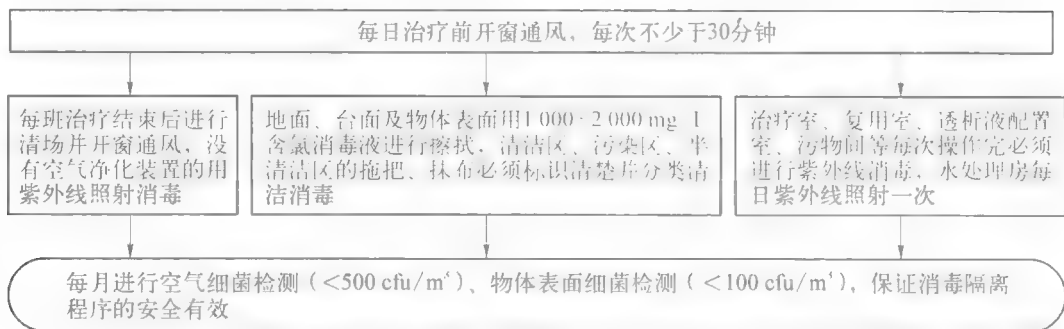 每日治疗前开窗通风，每次不少于30分钟
每班治疗结束后进行
清场并开窗通风，没
有空气净化装置的用
紫外线照射消毒
地面、台面及物体表面用1 000~2 000 mg/L
含氯消毒液进行擦拭，清洁区、污染区、半
清洁区的拖把、抹布必须标识清楚并分类清
洁消毒
治疗室、复用室、透析液配置
室、污物间等每次操作完必须
进行紫外线消毒，水处理房每
日紫外线照射一次
每月进行空气细菌检测（<500 cfu/m³）、物体表面细菌检测（<100 cfu/m³），保证消毒隔离
程序的安全有效